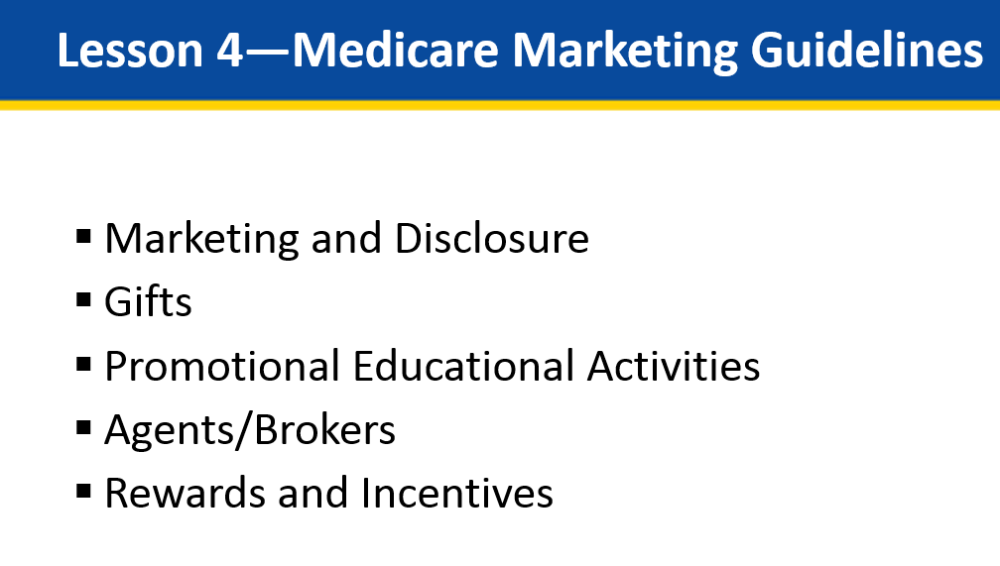 Lesson 4—Medicare Marketing Guidelines
▪ Marketing and Disclosure
▪ Gifts
▪ Promotional Educational Activities
▪ Agents/Brokers
▪ Rewards and Incentives